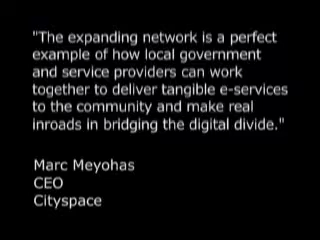 "The expanding network is a perfect
example of how local government
and service providers can work
together to deliver tangible e-services
to the community and make real
inroads in bridging the digital divide."
Marc Meyohas
CEO
Cityspace